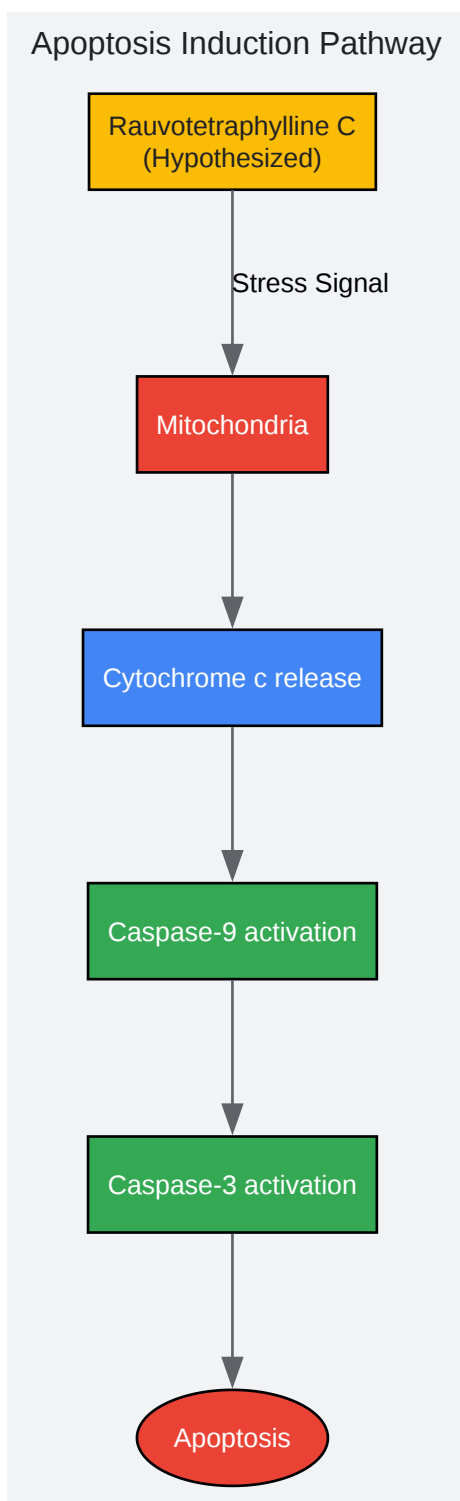 Apoptosis Induction Pathway
Rauvotetraphylline C
(Hypothesized)
Stress Signal
Mitochondria
Cytochrome c release
Caspase-9 activation
Caspase-3 activation
Apoptosis